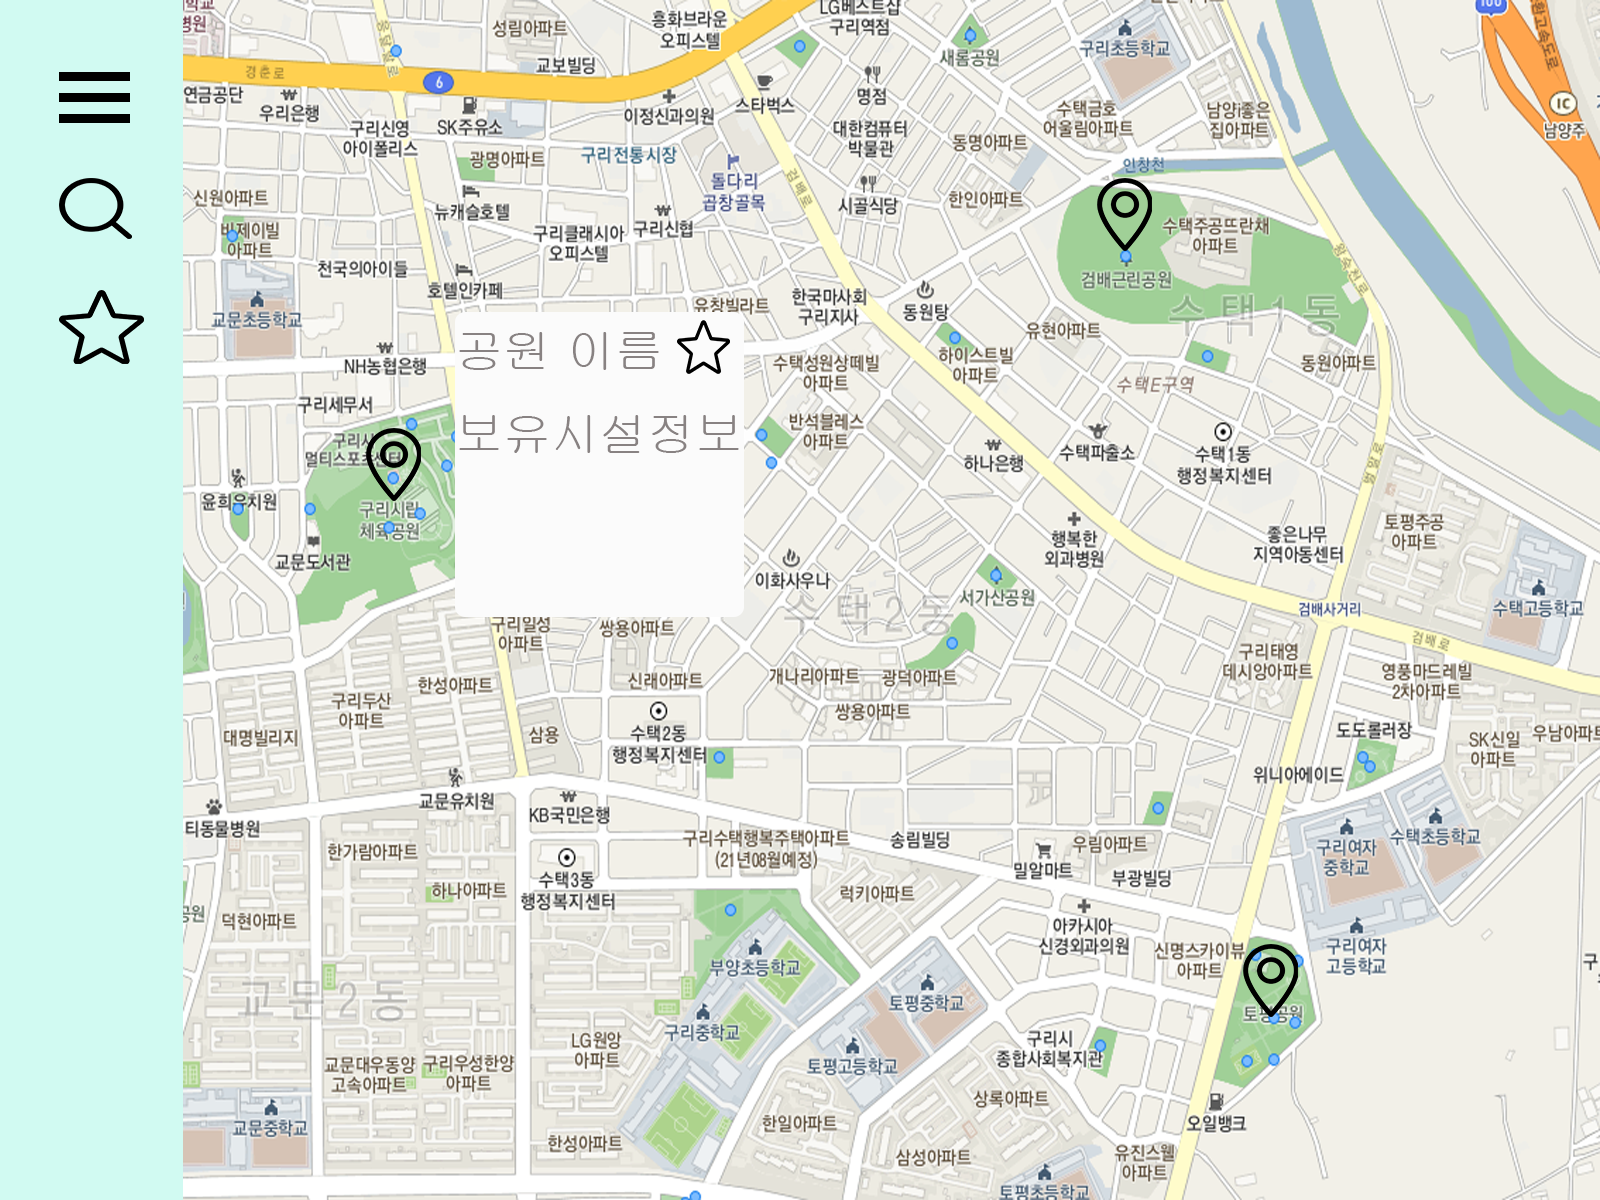 LG베스트샵
구리역점
흥화브라운
오피스텔
성림아파트
새롬공원
구리초등학교
교보빌딩
경춘로
6
100
연금공단
우리은행
SK주유소
이정신과의원
스타벅스
명점
수택금호
어울림아파트
IC
남양주
구리신영
아이폴리스
대한컴퓨터
박물관
동명아파트
광명아파트
구리전통시장
인창천
돌다리
곱창골목
검배로
신원아파트
뉴캐슬호텔
시골식당
한인아파트
구리신협
구리클래시아
오피스텔
수택주공뜨란채
아파트
왕숙천로
비제이빌
아파트
천국의아이들
호텔인카페
검배근린공원
유창빌라트
한국마사회
구리지사
동원탕
수택1동
교문초등학교
유현아파트
공원 이름
NH농협은행
수택성원상떼빌
아파트
하이스트빌
아파트
동원아파트
수택E구역
구리세무서
보유시설정보
반석블레스
아파트
구리시
멀티스포츠센터
하나은행
수택파출소
수택1동
행정복지센터
벌말로
윤희유치원
구리시립
체육공원
행복한
외과병원
좋은나무
지역아동센터
토평주공
아파트
교문도서관
이화사우나
서가산공원
수택2동
검배사거리
수택고등학교
구리일성
아파트
쌍용아파트
검배로
구리태영
데시앙아파트
영풍마드레빌
2차아파트
한성아파트
신래아파트
개나리아파트
광덕아파트
구리두산
아파트
쌍용아파트
대명빌리지
삼용
수택2동
행정복지센터
도도롤러장
SK신일
아파트
우남아파트
위니아에이드
교문유치원
KB국민은행
티동물병원
구리수택행복주택아파트
(21년08월예정)
송림빌딩
밀알마트
우림아파트
구리여자
중학교
수택초등학교
한가람아파트
수택3동
행정복지센터
하나아파트
럭키아파트
부광빌딩
공원
덕현아파트
아카시아
신경외과의원
신명스카이뷰
아파트
구리여자
고등학교
부양초등학교
교문2동
토평중학교
토평공원
구리중학교
LG원앙
아파트
토평고등학교
구리시
종합사회복지관
교문대우동양
고속아파트
구리우성한양
아파트
상록아파트
교문중학교
한일아파트
오일뱅크
한성아파트
삼성아파트
유진스웰
아파트
토평초등학교